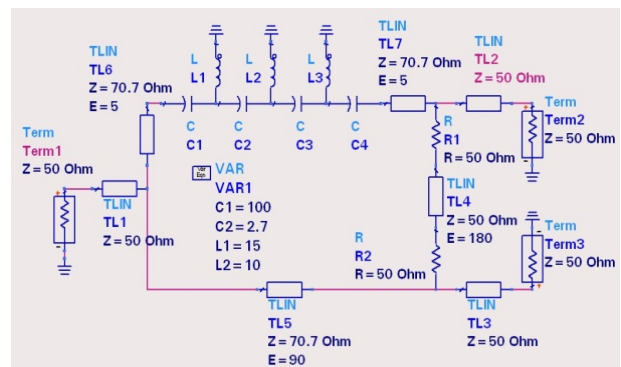 TLIN
TL6
Z = 70.7 Ohm
E = 5
L
L1
L
L2
L
L3
TLIN
TL7
Z = 70.7 Ohm
E = 5
TLIN
TL2
Z = 50 Ohm
C
C1
C
C2
C
C3
C
C4
Term
Term1
Z = 50 Ohm
TLIN
TL1
Z = 50 Ohm
Var
Eqn
VAR
VAR1
C1 = 100
C2 = 2.7
L1 = 15
L2 = 10
R
R1
R = 50 Ohm
Term
Term2
Z = 50 Ohm
TLIN
TL4
Z = 50 Ohm
E = 180
R
R2
R = 50 Ohm
Term
Term3
Z = 50 Ohm
TLIN
TL5
Z = 70.7 Ohm
E = 90
TLIN
TL3
Z = 50 Ohm